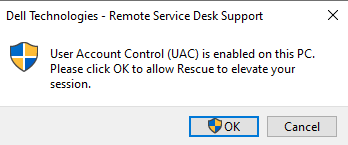 Dell Technologies - Remote Service Desk Support
User Account Control (UAC) is enabled on this PC.
Please click OK to allow Rescue to elevate your
session.
OK
Cancel